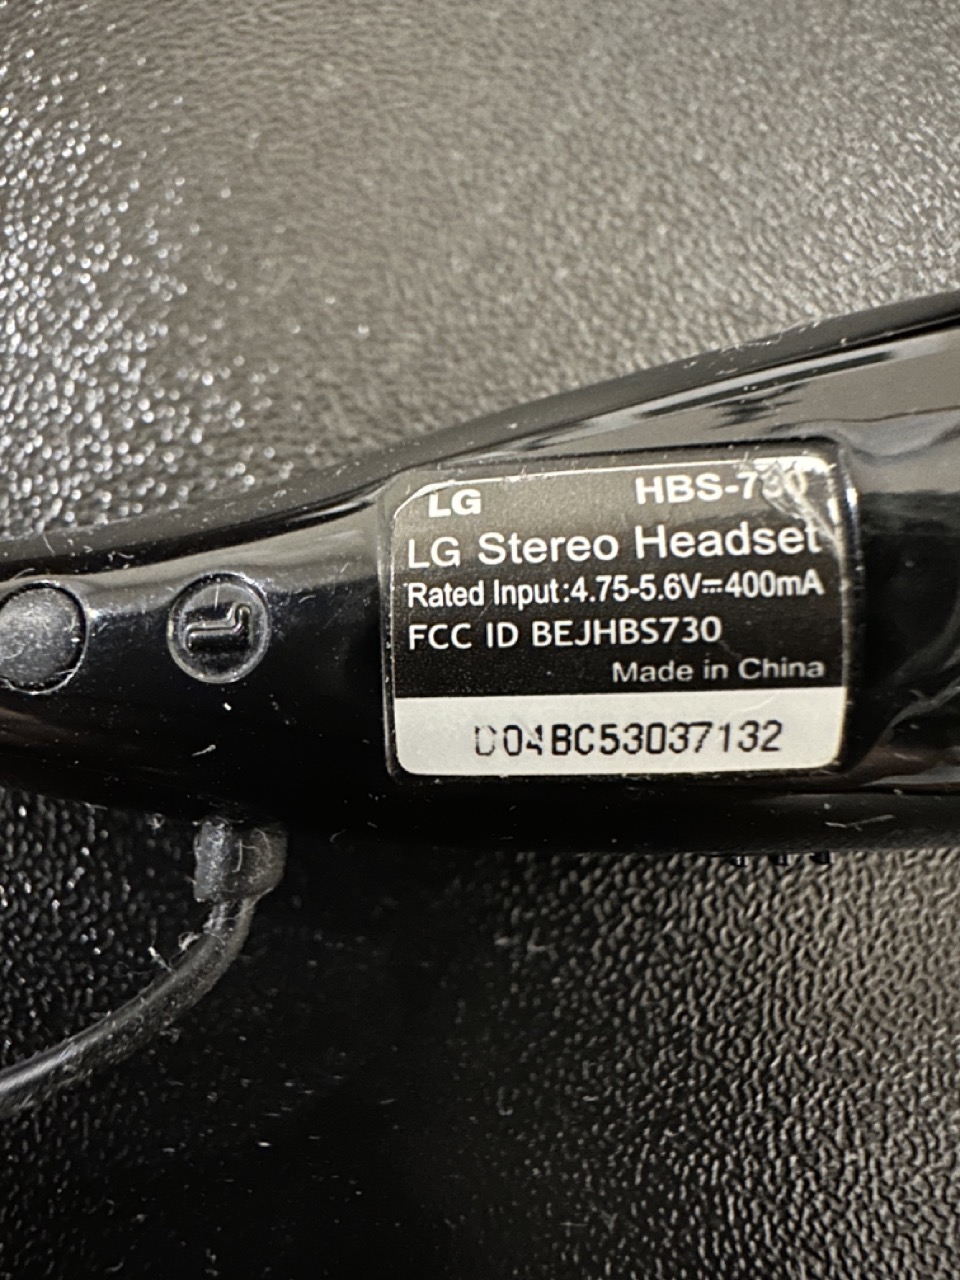 LG HBS-730
LG Stereo Headset
Rated Input:4.75-5.6V⎓400mA
FCC ID BEJHBS730
Made in China
D04BC53037132
L